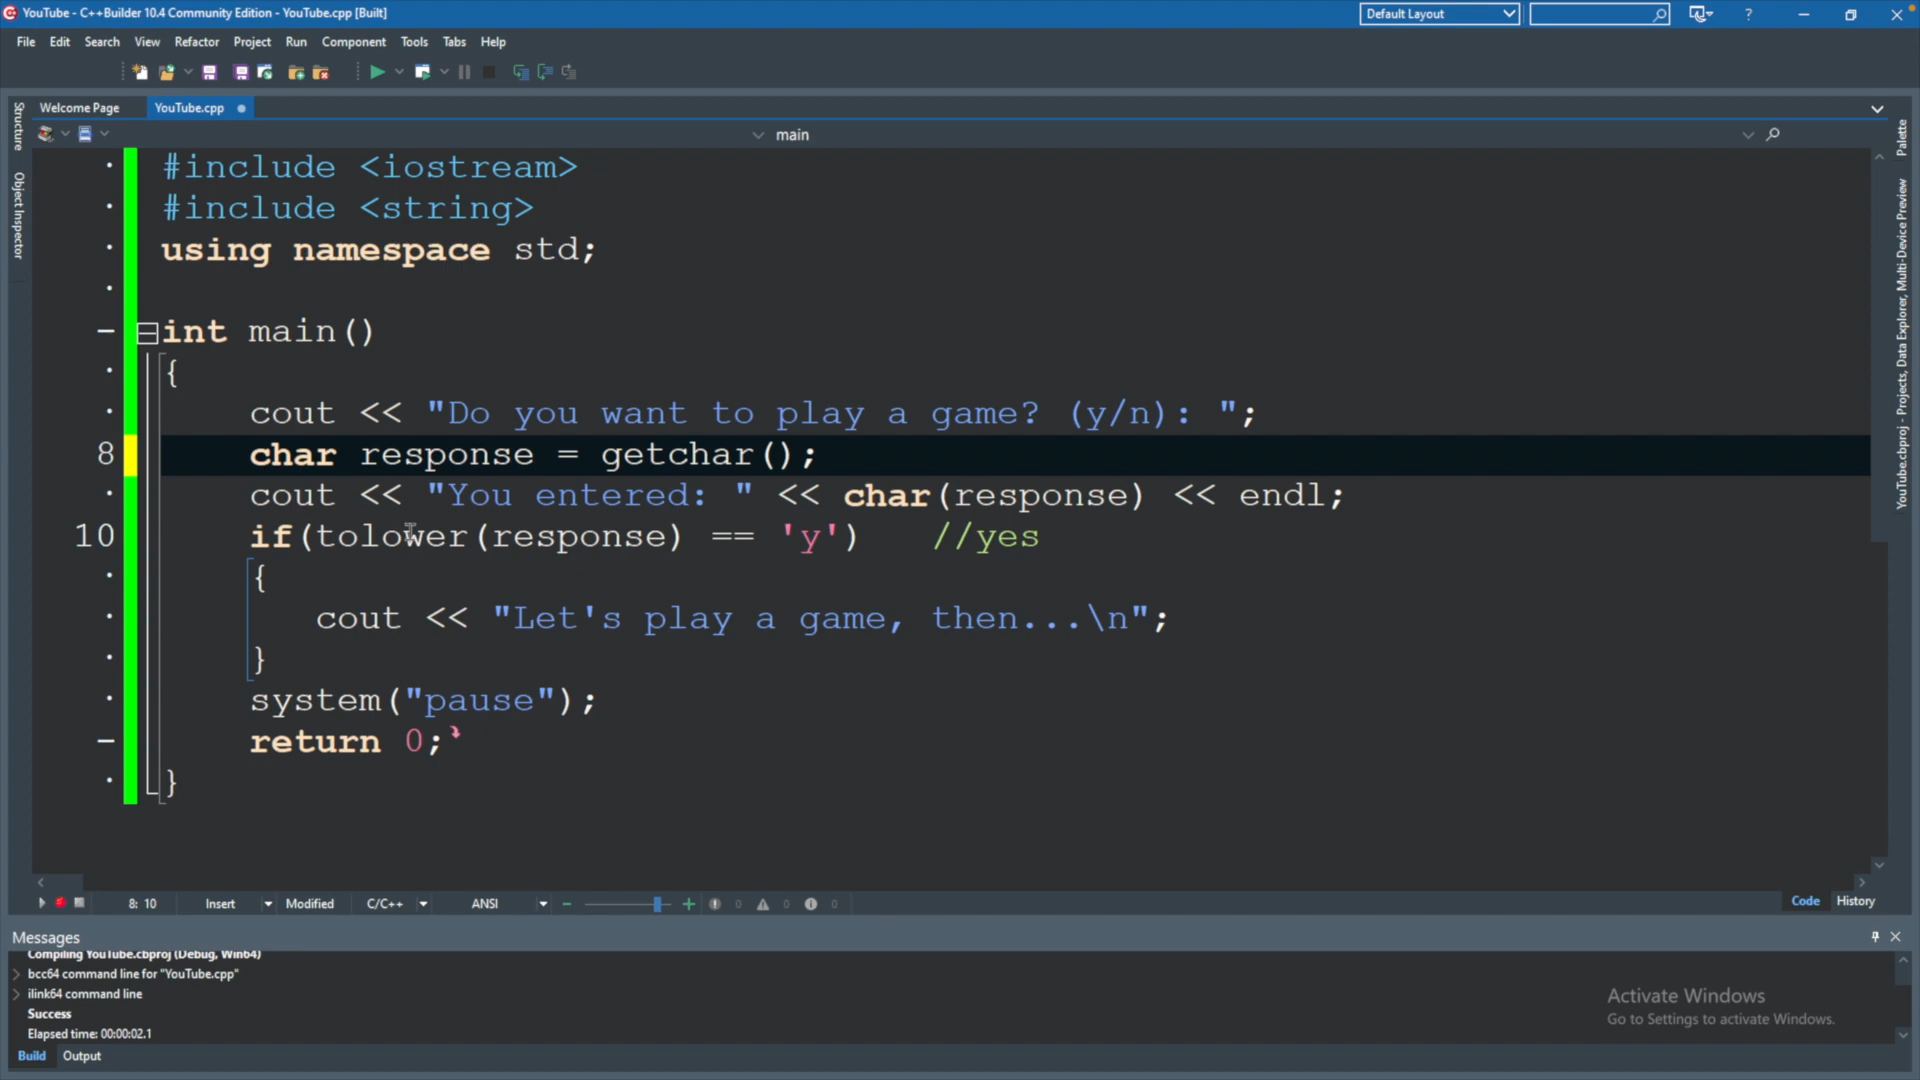 YouTube - C++Builder 10.4 Community Edition - YouTube.cpp [Built]
Default Layout
?
File Edit Search View Refactor Project Run Component Tools Tabs Help
Welcome Page YouTube.cpp
main
Structure
Object Inspector
Palette
YouTube.cbproj - Projects, Data Explorer, Multi-Device Preview
#include <iostream>
#include <string>
using namespace std;
int main()
{
cout << "Do you want to play a game? (y/n): ";
8 char response = getchar();
cout << "You entered: " << char(response) << endl;
10 if(tolower(response) == 'y') //yes
{
cout << "Let's play a game, then...\n";
}
system("pause");
return 0;
}
8: 10 Insert Modified C/C++ ANSI 0 0 0 Code History
Messages
Compiling YouTube.cbproj (Debug, Win64)
bcc64 command line for "YouTube.cpp"
ilink64 command line
Success
Elapsed time: 00:00:02.1
Build Output
Activate Windows
Go to Settings to activate Windows.